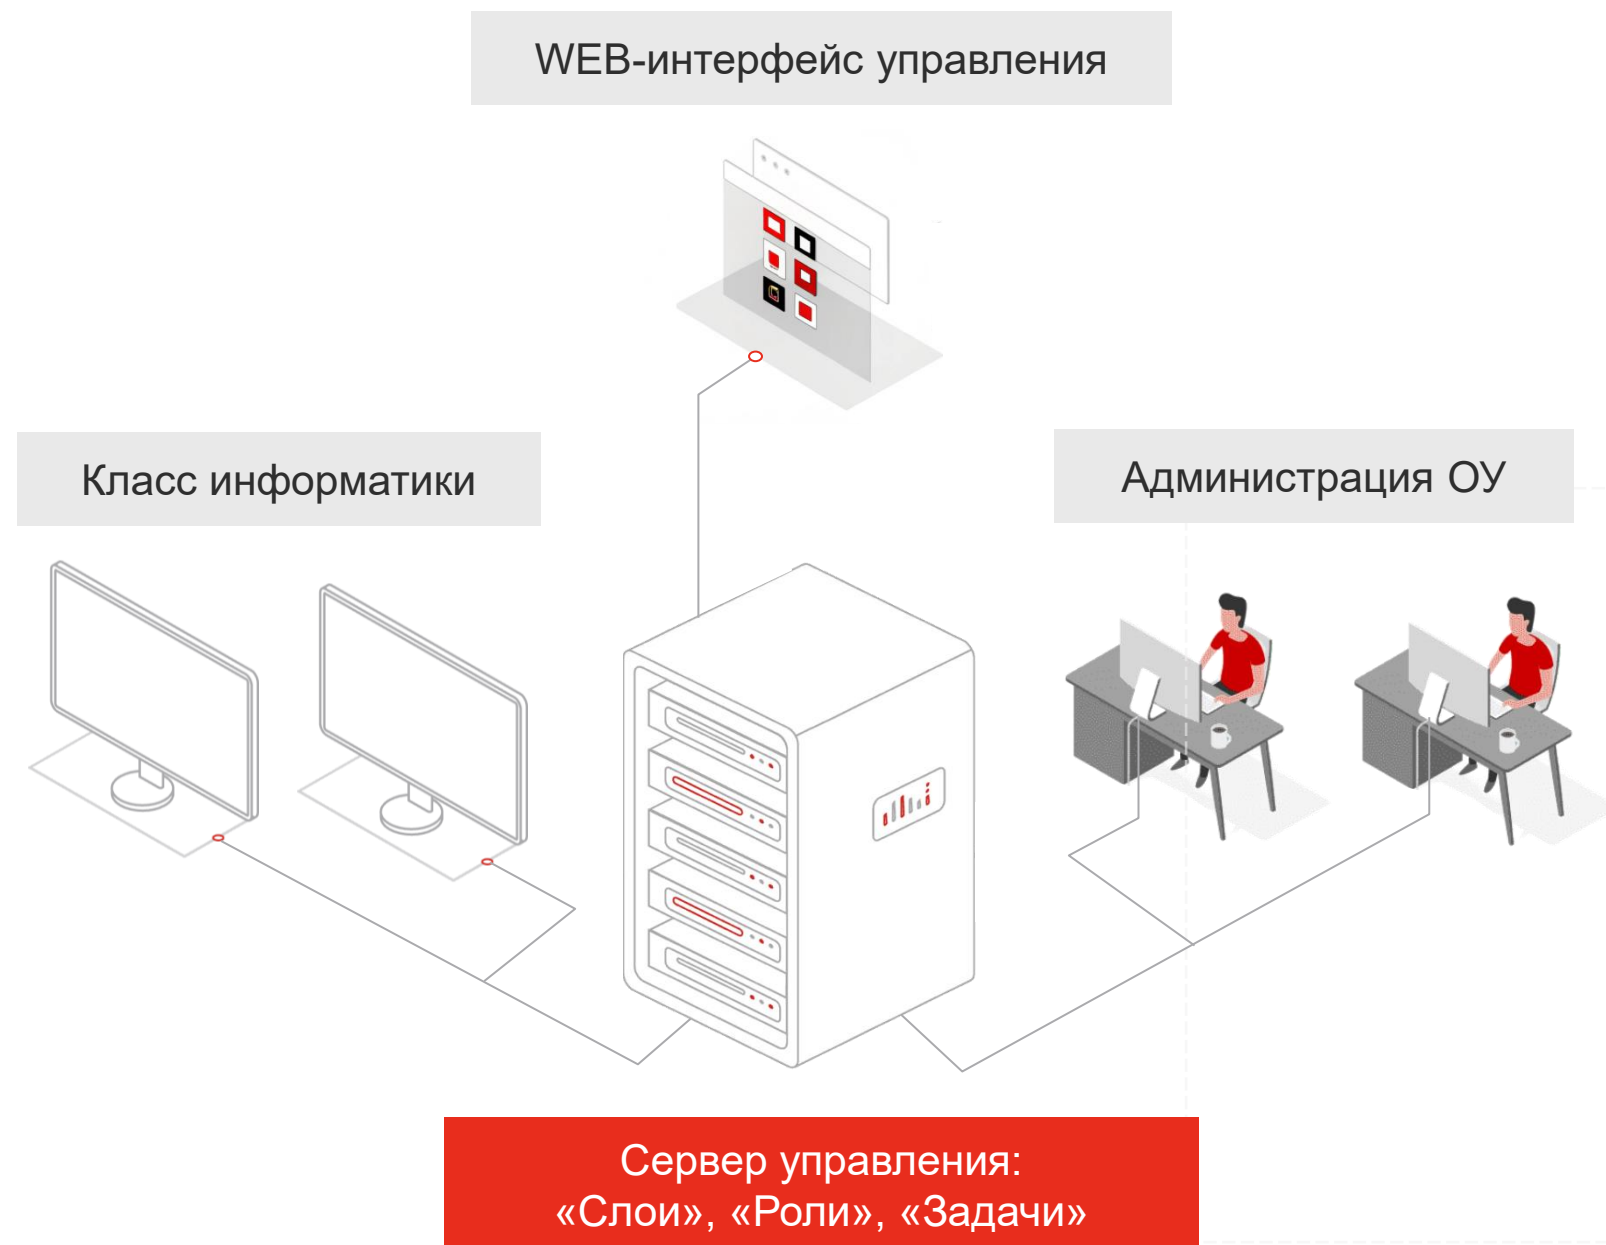 WEB-интерфейс управления
Класс информатики
Администрация ОУ
Сервер управления:
«Слои», «Роли», «Задачи»